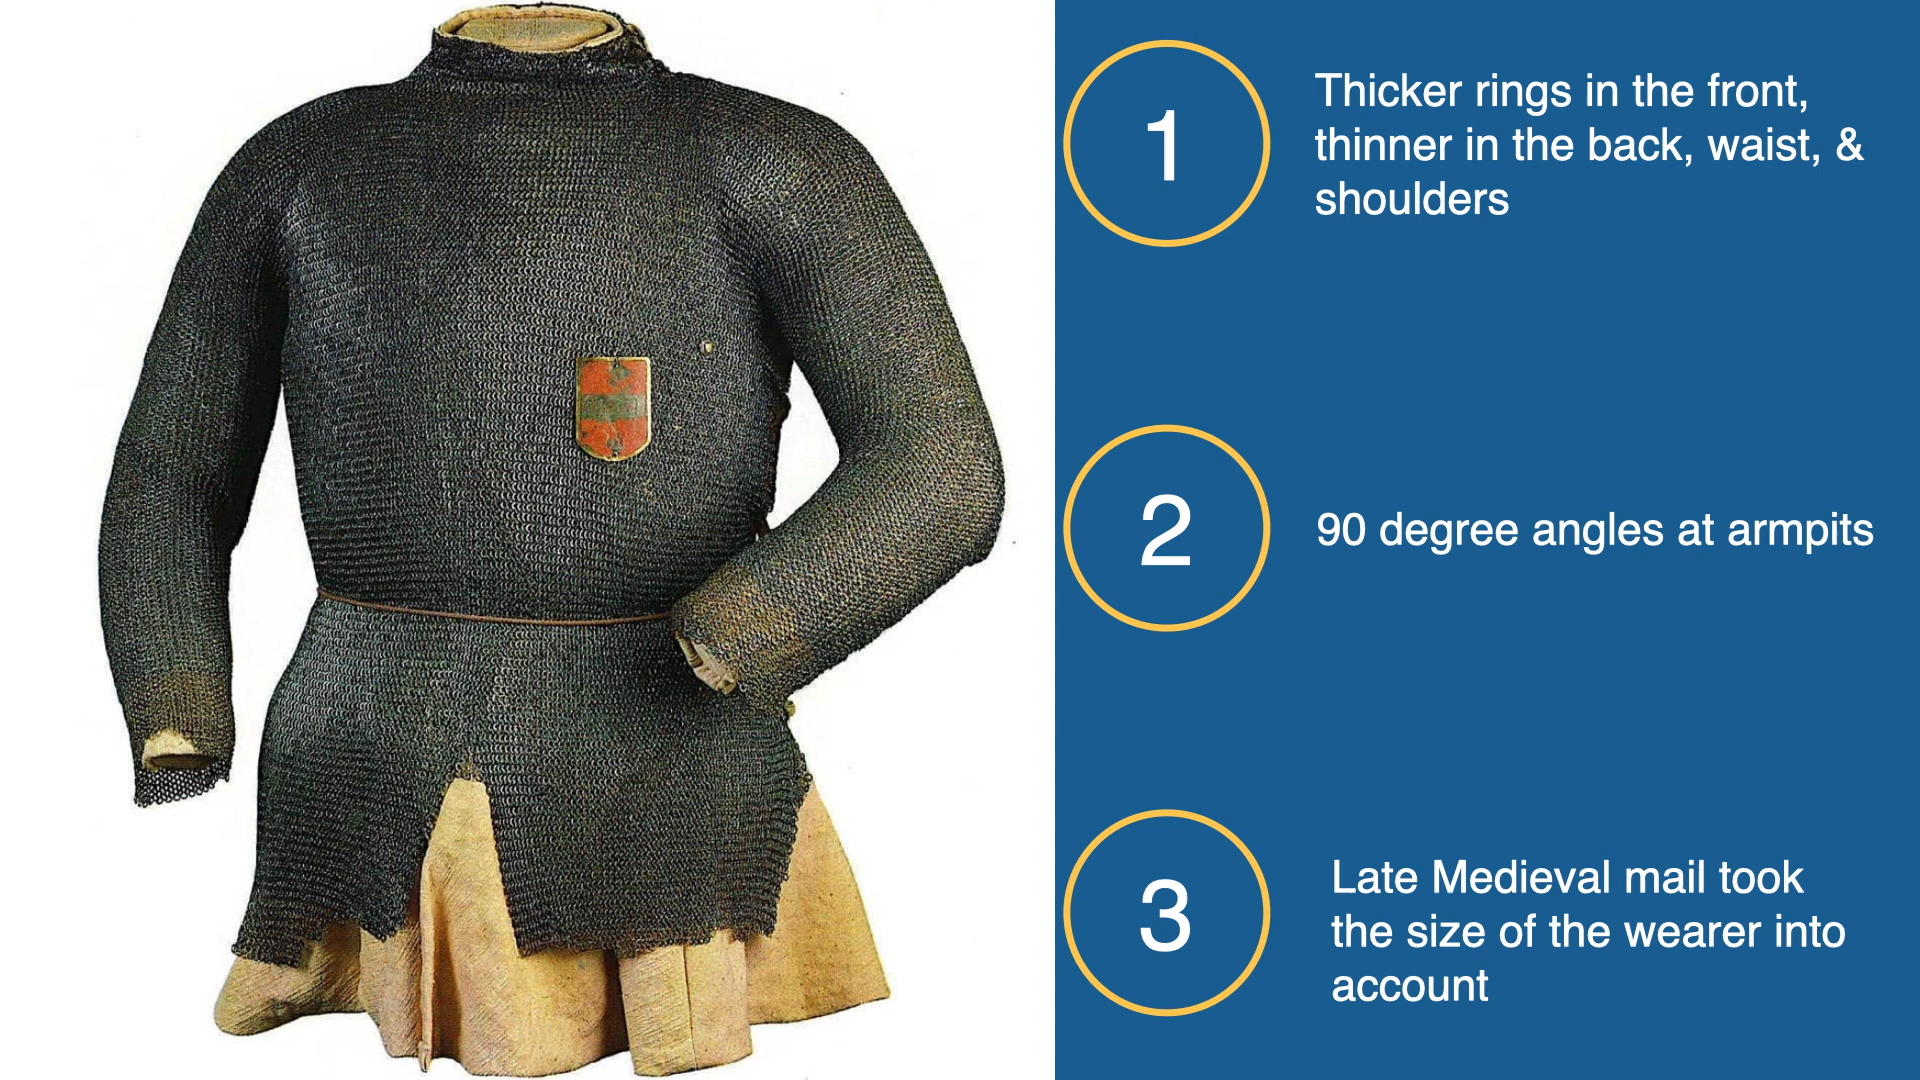 1
Thicker rings in the front,
thinner in the back, waist, &
shoulders
2
90 degree angles at armpits
3
Late Medieval mail took
the size of the wearer into
account